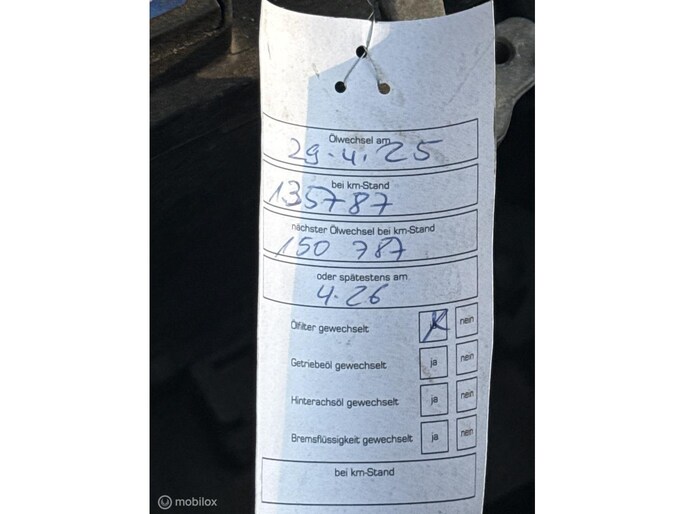 Ölwechsel am
29.4.25
bei km-Stand
135787
nächster Ölwechsel bei km-Stand
150 787
oder spätestens am
4.26
Ölfilter gewechselt ja nein
Getriebeöl gewechselt ja nein
Hinterachsöl gewechselt ja nein
Bremsflüssigkeit gewechselt ja nein
bei km-Stand
mobilox